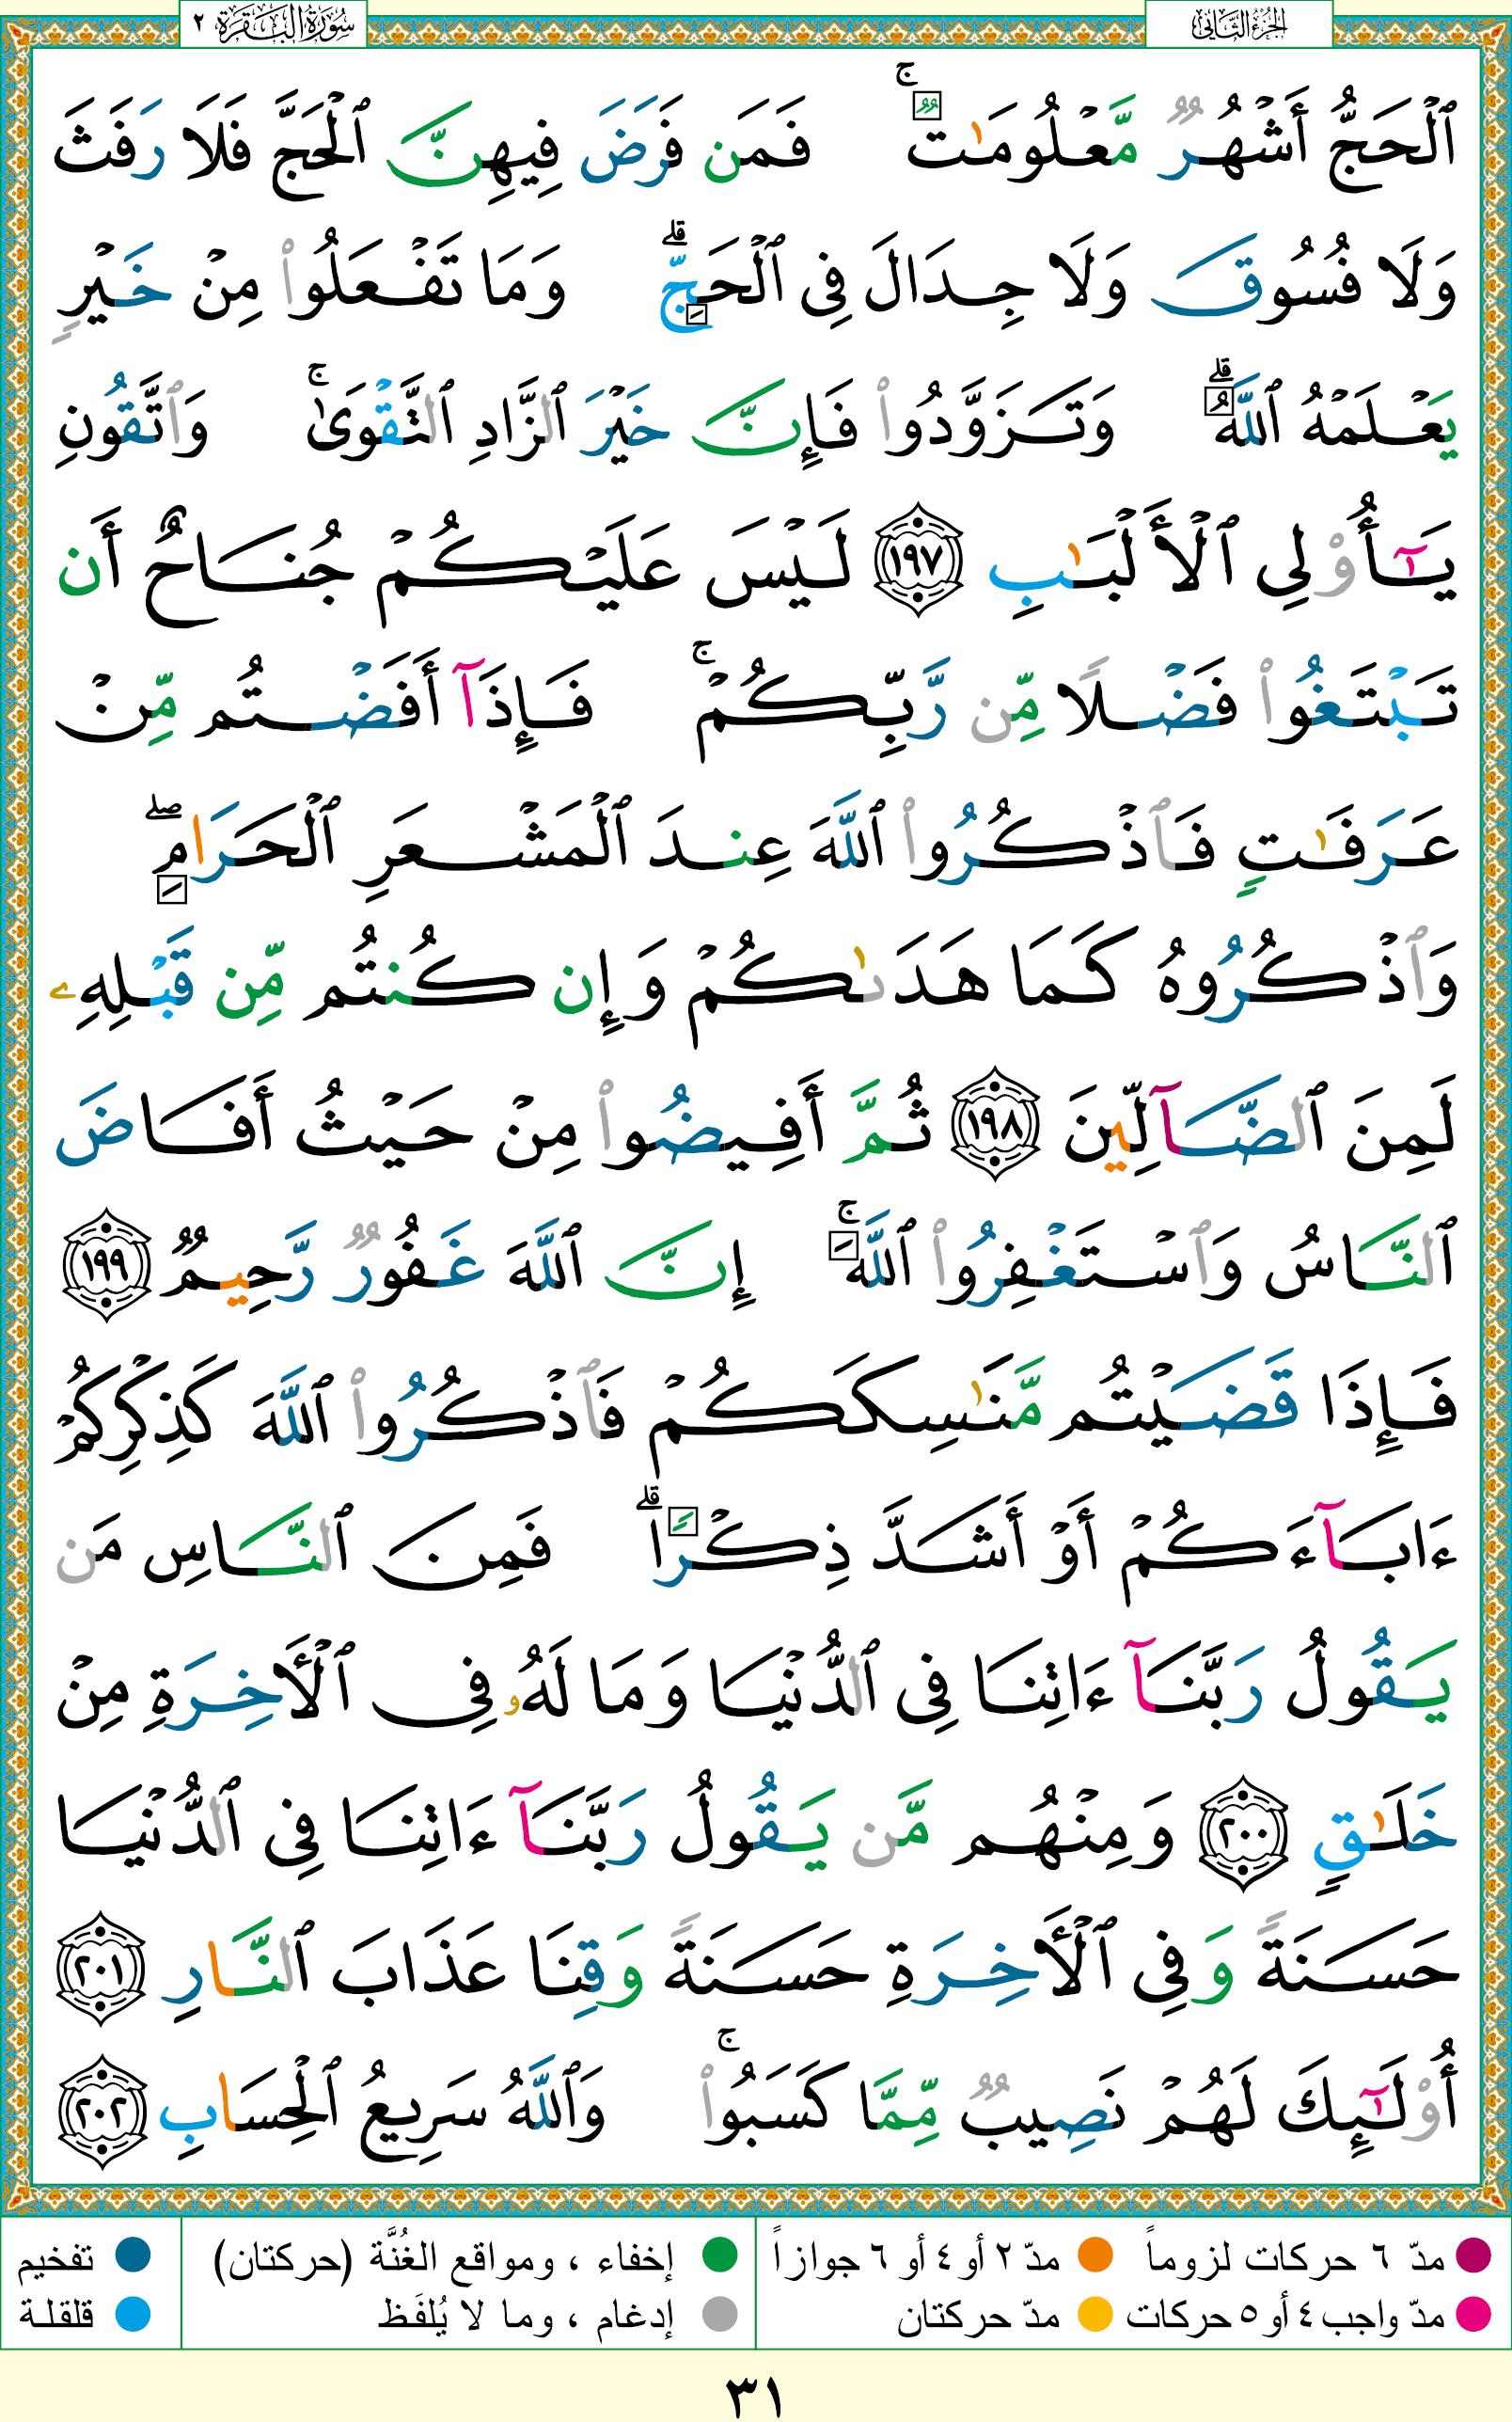 الجزء الثاني
سورة البقرة ٢
ٱلْحَجُّ أَشْهُرٌۭ مَّعْلُومَـٰتٌۭ ۚ فَمَن فَرَضَ فِيهِنَّ ٱلْحَجَّ فَلَا رَفَثَ
وَلَا فُسُوقَ وَلَا جِدَالَ فِى ٱلْحَجِّ ۗ وَمَا تَفْعَلُوا۟ مِنْ خَيْرٍۢ
يَعْلَمْهُ ٱللَّهُ ۗ وَتَزَوَّدُوا۟ فَإِنَّ خَيْرَ ٱلزَّادِ ٱلتَّقْوَىٰ ۚ وَٱتَّقُونِ
يَـٰٓأُو۟لِى ٱلْأَلْبَـٰبِ ١٩٧ لَيْسَ عَلَيْكُمْ جُنَاحٌ أَن
تَبْتَغُوا۟ فَضْلًۭا مِّن رَّبِّكُمْ ۚ فَإِذَآ أَفَضْتُم مِّنْ
عَرَفَـٰتٍۢ فَٱذْكُرُوا۟ ٱللَّهَ عِندَ ٱلْمَشْعَرِ ٱلْحَرَامِ ۖ
وَٱذْكُرُوهُ كَمَا هَدَىٰكُمْ وَإِن كُنتُم مِّن قَبْلِهِۦ
لَمِنَ ٱلضَّآلِّينَ ١٩٨ ثُمَّ أَفِيضُوا۟ مِنْ حَيْثُ أَفَاضَ
ٱلنَّاسُ وَٱسْتَغْفِرُوا۟ ٱللَّهَ ۚ إِنَّ ٱللَّهَ غَفُورٌۭ رَّحِيمٌۭ ١٩٩
فَإِذَا قَضَيْتُم مَّنَـٰسِكَكُمْ فَٱذْكُرُوا۟ ٱللَّهَ كَذِكْرِكُمْ
ءَابَآءَكُمْ أَوْ أَشَدَّ ذِكْرًۭا ۗ فَمِنَ ٱلنَّاسِ مَن
يَقُولُ رَبَّنَآ ءَاتِنَا فِى ٱلدُّنْيَا وَمَا لَهُۥ فِى ٱلْـَٔاخِرَةِ مِنْ
خَلَـٰقٍۢ ٢٠٠ وَمِنْهُم مَّن يَقُولُ رَبَّنَآ ءَاتِنَا فِى ٱلدُّنْيَا
حَسَنَةًۭ وَفِى ٱلْـَٔاخِرَةِ حَسَنَةًۭ وَقِنَا عَذَابَ ٱلنَّارِ ٢٠١
أُو۟لَـٰٓئِكَ لَهُمْ نَصِيبٌۭ مِّمَّا كَسَبُوا۟ ۚ وَٱللَّهُ سَرِيعُ ٱلْحِسَابِ ٢٠٢
مدّ ٦ حركات لزوماً مدّ ٢ أو ٤ أو ٦ جوازاً إخفاء ، ومواقع الغُنَّة (حركتان) تفخيم
مدّ واجب ٤ أو ٥ حركات مدّ حركتان إدغام ، وما لا يُلفَظ قلقلة
٣١